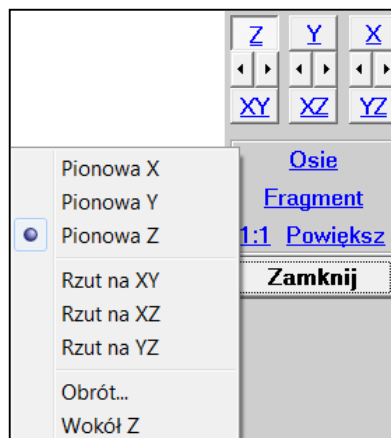 Z Y X
XY XZ YZ
Osie
Fragment
1:1 Powiększ
Zamknij
Pionowa X
Pionowa Y
Pionowa Z
Rzut na XY
Rzut na XZ
Rzut na YZ
Obrót...
Wokół Z